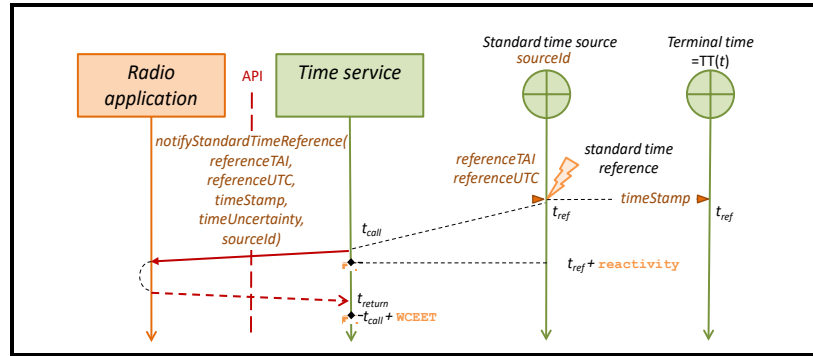 Standard time source
sourceId
Terminal time
=TT(t)
Radio
application
API
Time service
notifyStandardTimeReference(
referenceTAI,
referenceUTC,
timeStamp,
timeUncertainty,
sourceId)
referenceTAI
referenceUTC
standard time
reference
timeStamp
t_ref
t_ref
t_call
t_ref + reactivity
t_return
t_call + WCEET